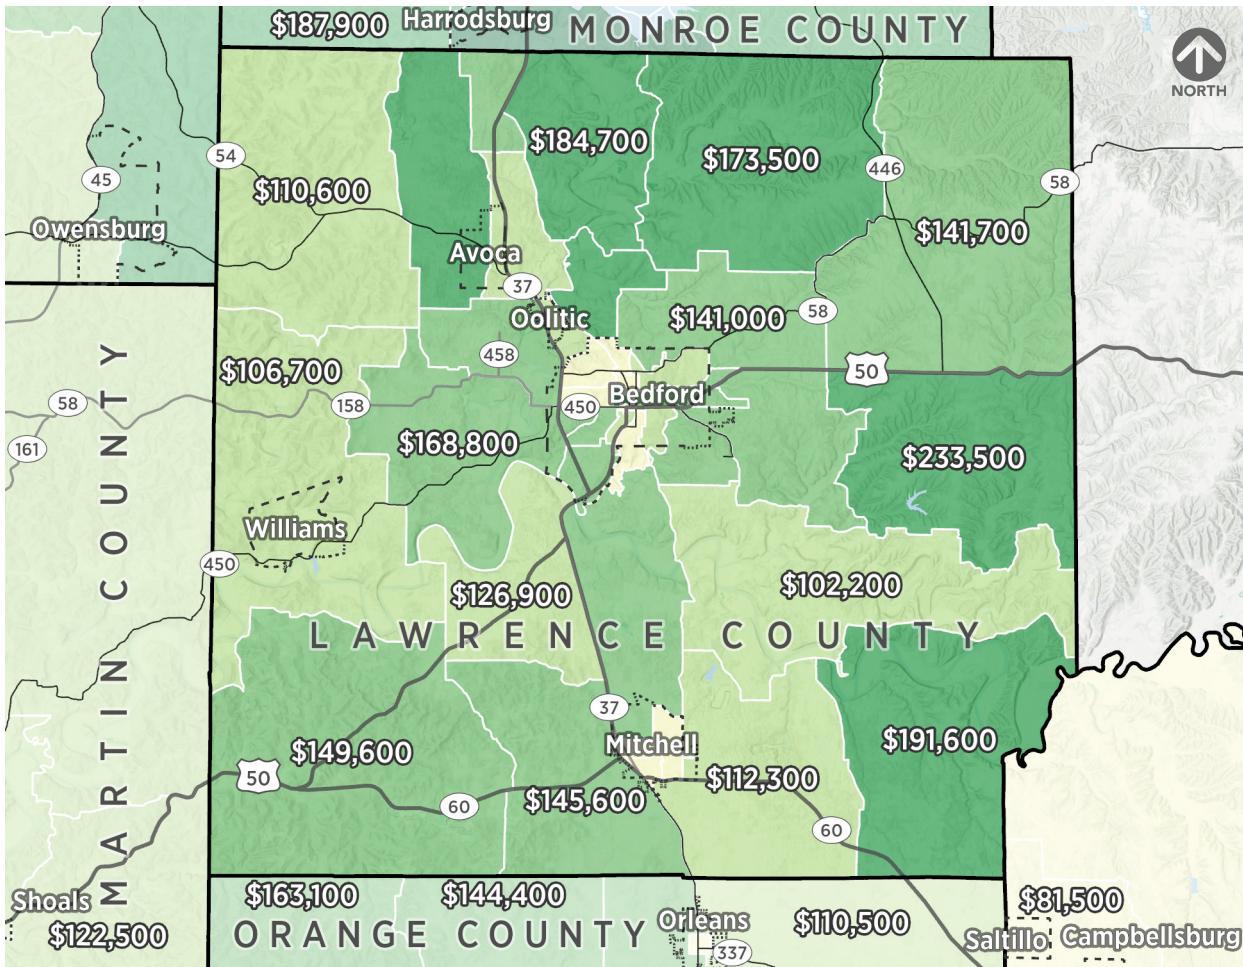 $187,900
Harrodsburg
MONROE COUNTY
NORTH
$184,700
$173,500
54
446
58
45
$110,600
Owensburg
$141,700
Avoca
37
Oolitic
$141,000
58
458
$106,700
50
58
158
Bedford
450
161
$168,800
$233,500
Williams
450
$126,900
$102,200
LAWRENCE COUNTY
MARTIN COUNTY
37
Mitchell
$149,600
$191,600
50
$112,300
60
$145,600
60
Shoals
$122,500
$163,100
$144,400
ORANGE COUNTY
Orleans
$110,500
337
$81,500
Saltillo
Campbellsburg